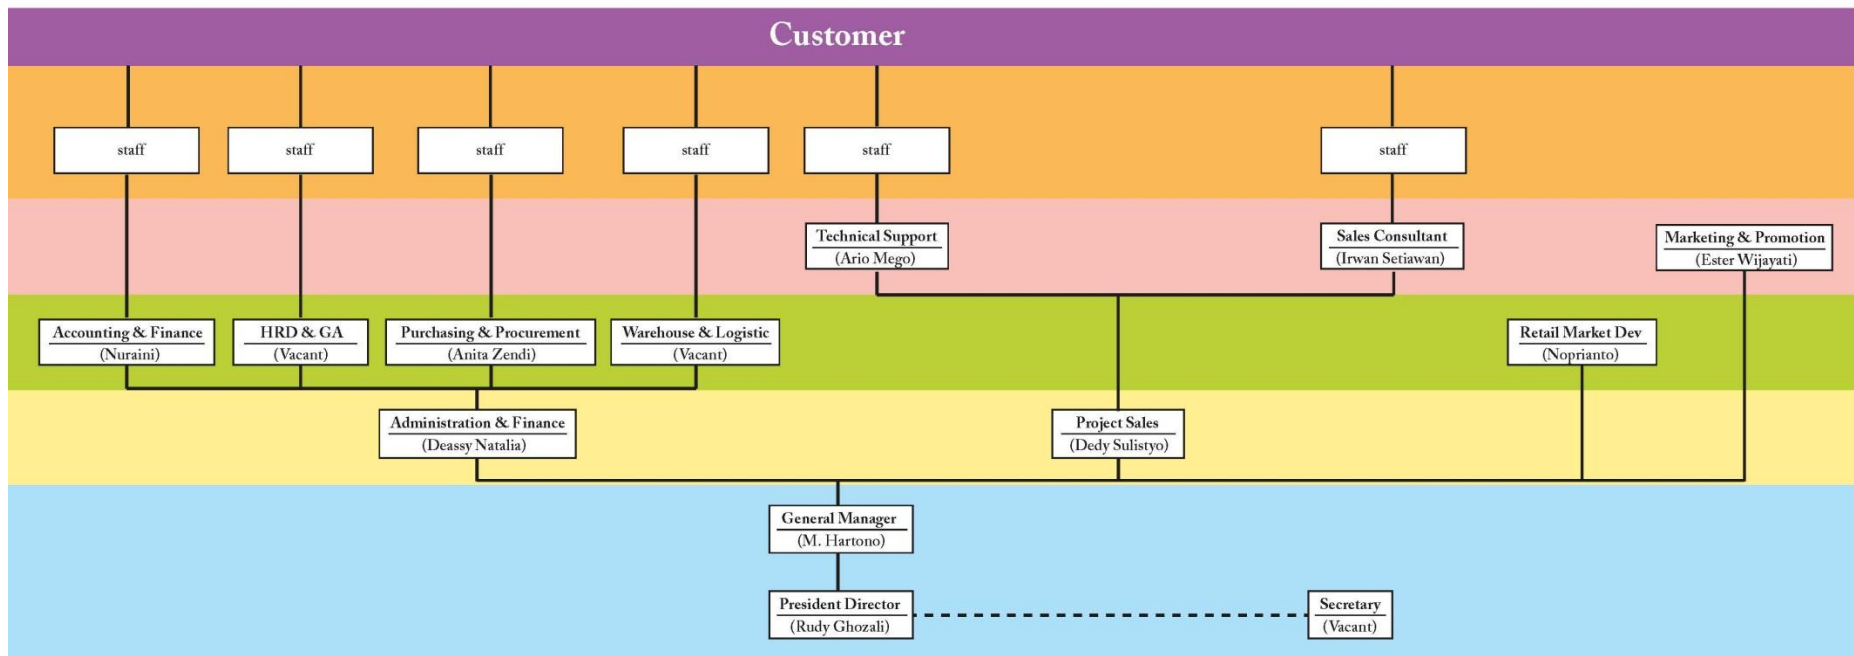 Customer
staff
staff
staff
staff
staff
staff
Technical Support
(Ario Mego)
Sales Consultant
(Irwan Setiawan)
Marketing & Promotion
(Ester Wijayati)
Accounting & Finance
(Nuraini)
HRD & GA
(Vacant)
Purchasing & Procurement
(Anita Zendi)
Warehouse & Logistic
(Vacant)
Retail Market Dev
(Noprianto)
Administration & Finance
(Deassy Natalia)
Project Sales
(Dedy Sulistyo)
General Manager
(M. Hartono)
President Director
(Rudy Ghozali)
Secretary
(Vacant)